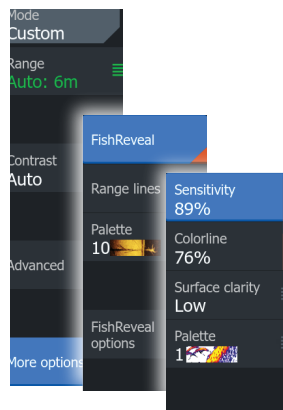 Mode
Custom
Range
Auto: 6m
Contrast
Auto
Advanced
More options
FishReveal
Range lines
Palette
10
FishReveal
options
Sensitivity
89%
Colorline
76%
Surface clarity
Low
Palette
1